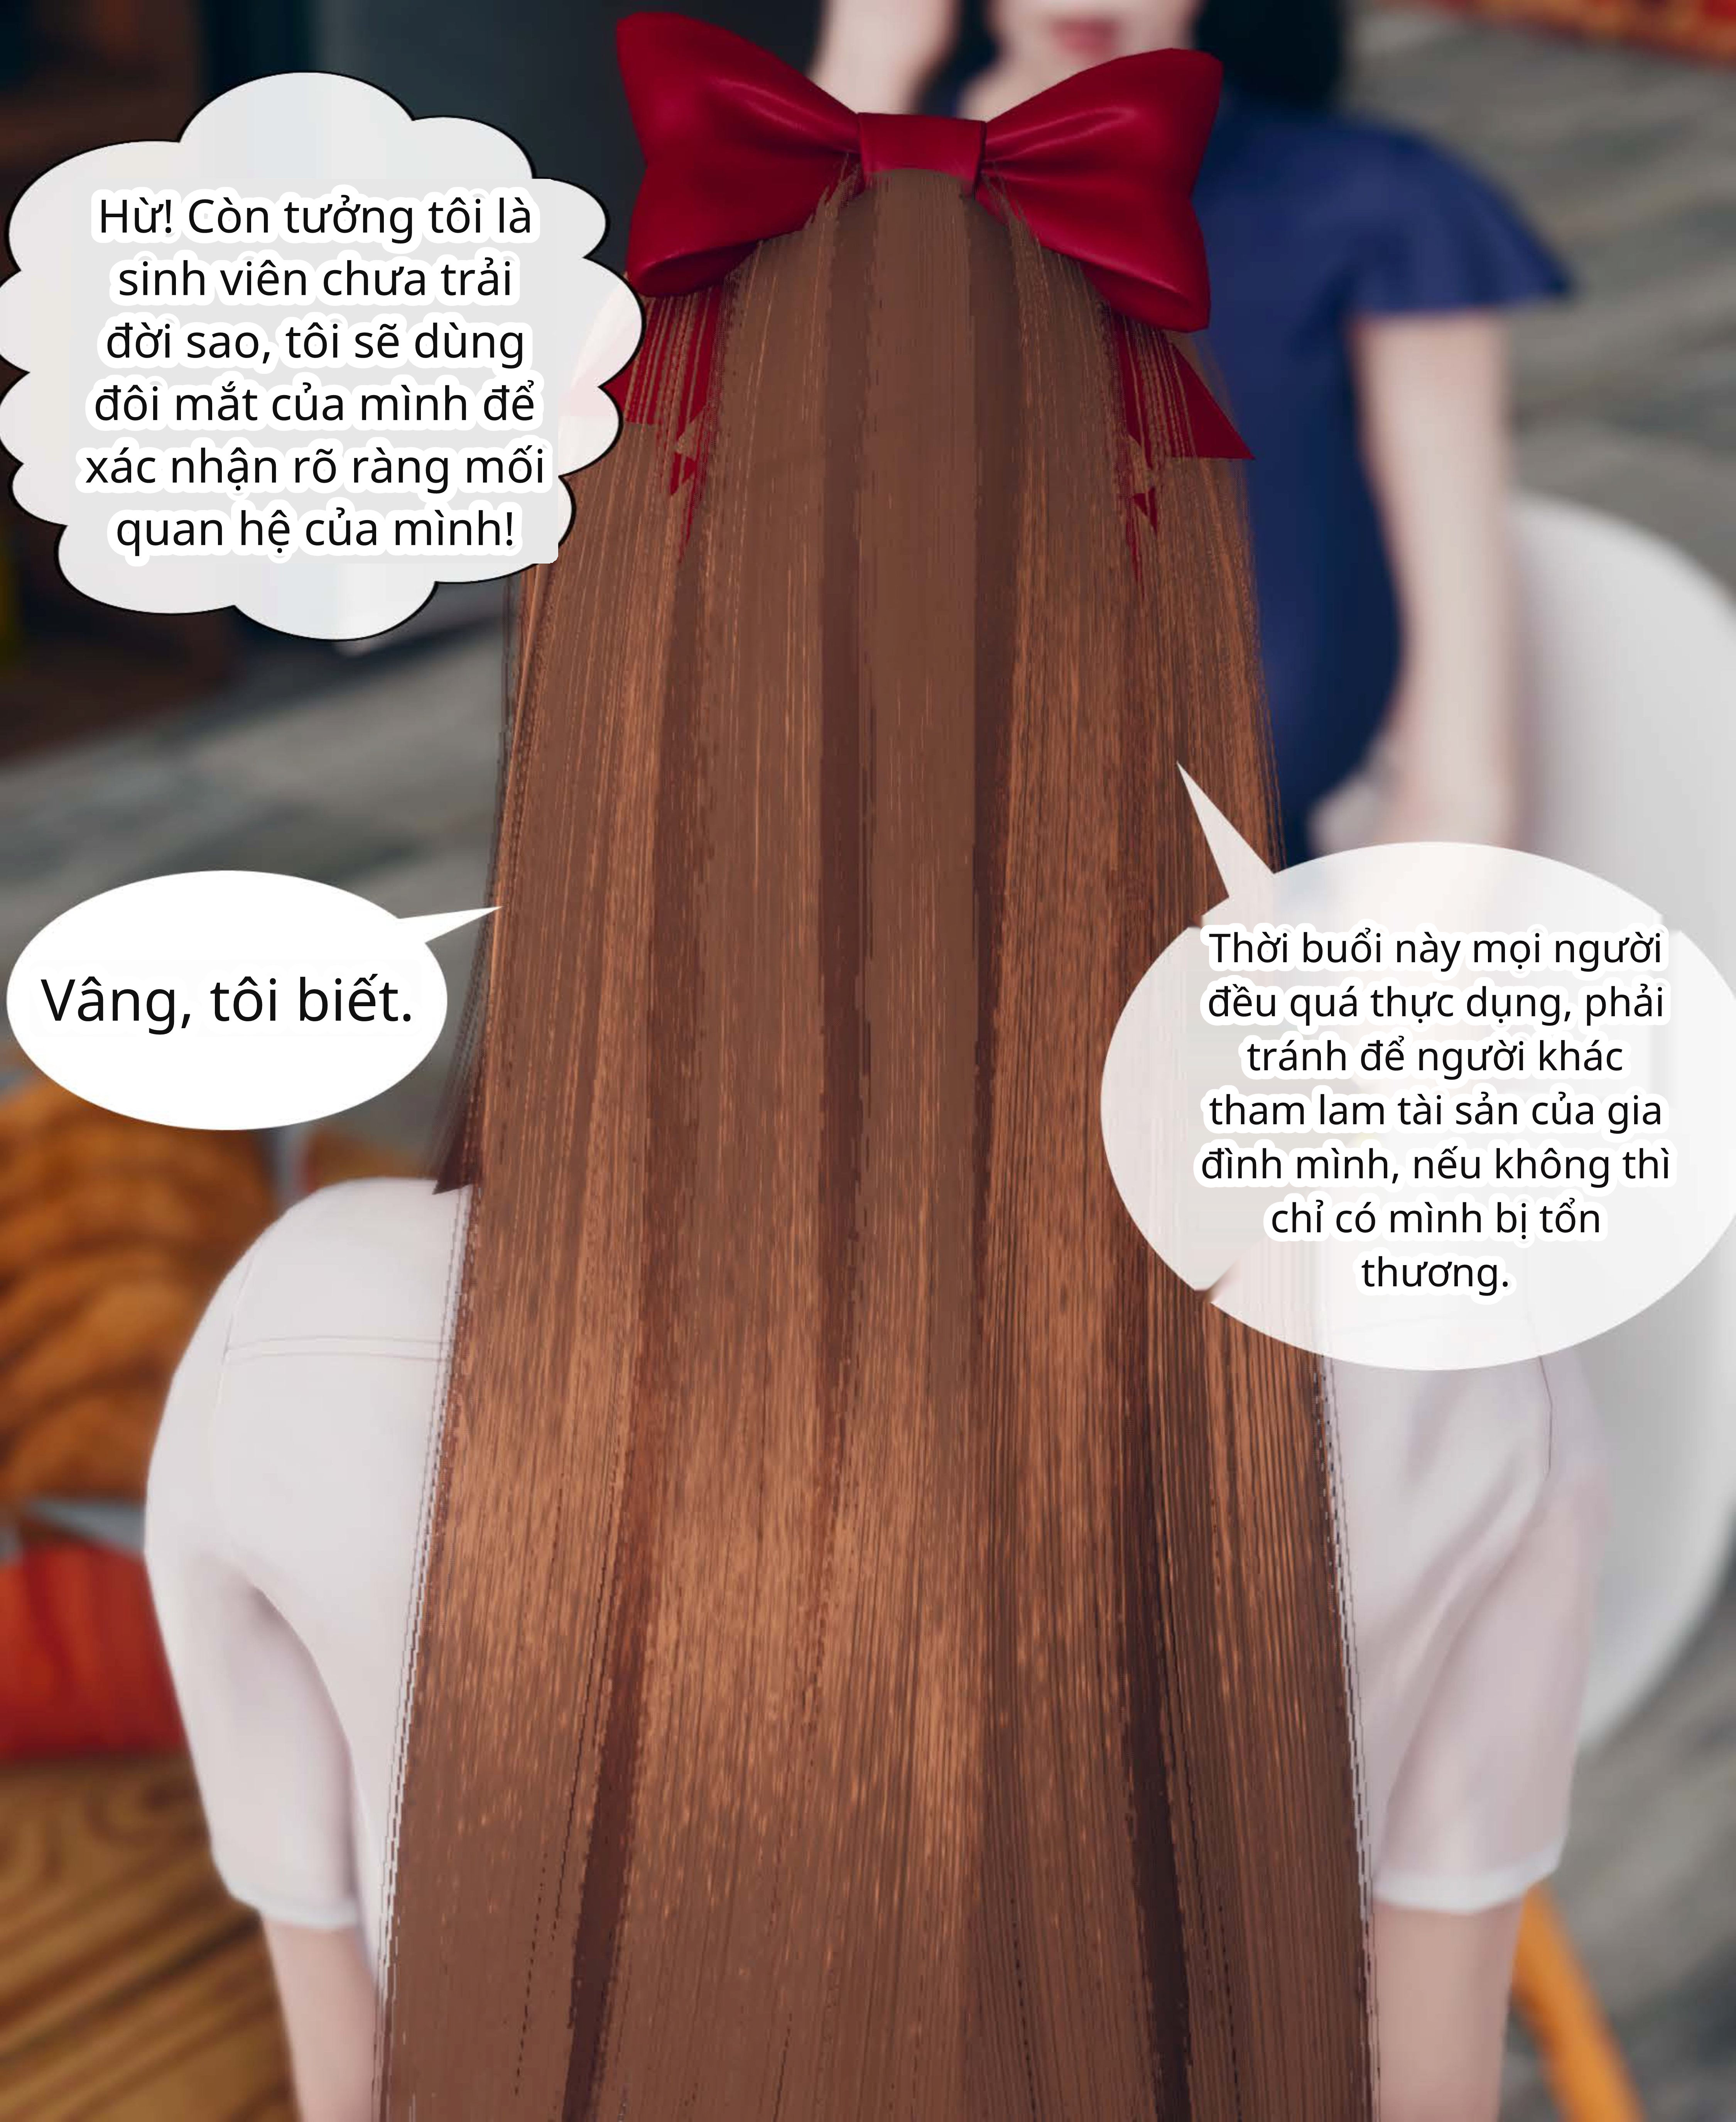 Hừ! Còn tưởng tôi là
sinh viên chưa trải
đời sao, tôi sẽ dùng
đôi mắt của mình để
xác nhận rõ ràng mối
quan hệ của mình!
Vâng, tôi biết.
Thời buổi này mọi người
đều quá thực dụng, phải
tránh để người khác
tham lam tài sản của gia
đình mình, nếu không thì
chỉ có mình bị tổn
thương.